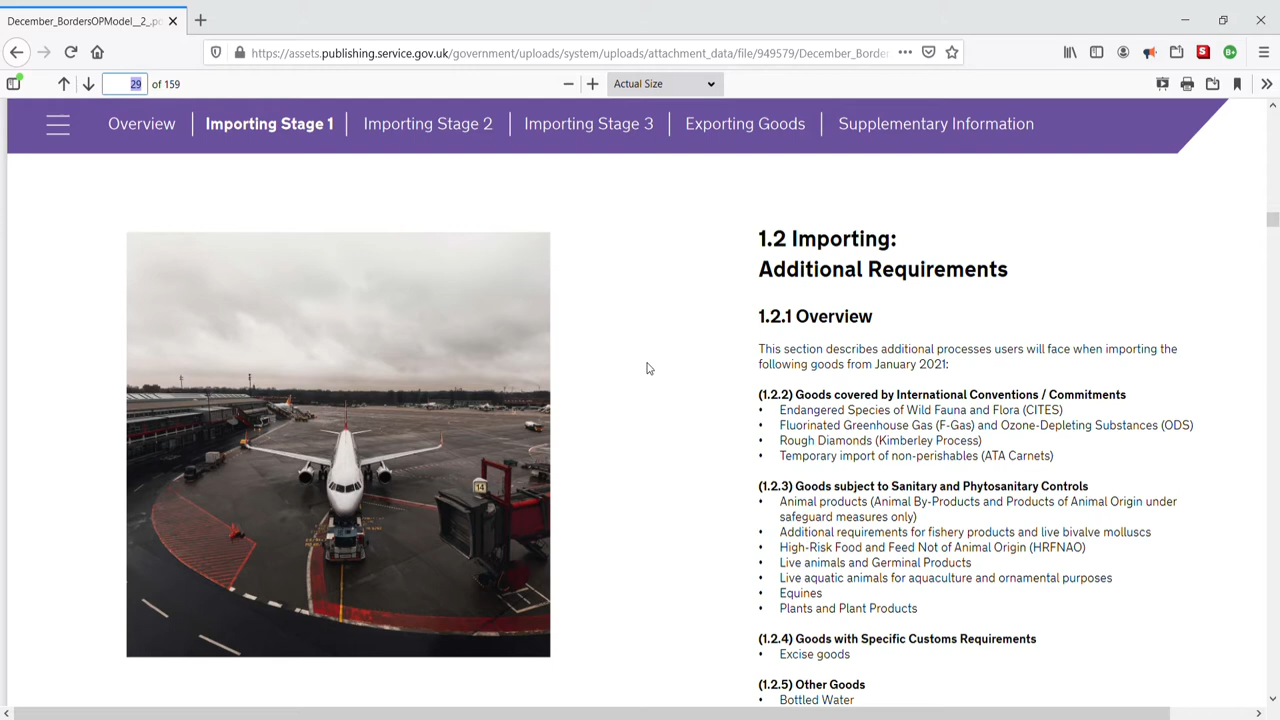 December_BordersOPModel__2_.pd
https://assets.publishing.service.gov.uk/government/uploads/system/uploads/attachment_data/file/949579/December_Border
29 of 159
Actual Size
Overview
Importing Stage 1
Importing Stage 2
Importing Stage 3
Exporting Goods
Supplementary Information
14
1.2 Importing:
Additional Requirements
1.2.1 Overview
This section describes additional processes users will face when importing the
following goods from January 2021:
(1.2.2) Goods covered by International Conventions / Commitments
• Endangered Species of Wild Fauna and Flora (CITES)
• Fluorinated Greenhouse Gas (F-Gas) and Ozone-Depleting Substances (ODS)
• Rough Diamonds (Kimberley Process)
• Temporary import of non-perishables (ATA Carnets)
(1.2.3) Goods subject to Sanitary and Phytosanitary Controls
• Animal products (Animal By-Products and Products of Animal Origin under
safeguard measures only)
• Additional requirements for fishery products and live bivalve molluscs
• High-Risk Food and Feed Not of Animal Origin (HRFNAO)
• Live animals and Germinal Products
• Live aquatic animals for aquaculture and ornamental purposes
• Equines
• Plants and Plant Products
(1.2.4) Goods with Specific Customs Requirements
• Excise goods
(1.2.5) Other Goods
• Bottled Water